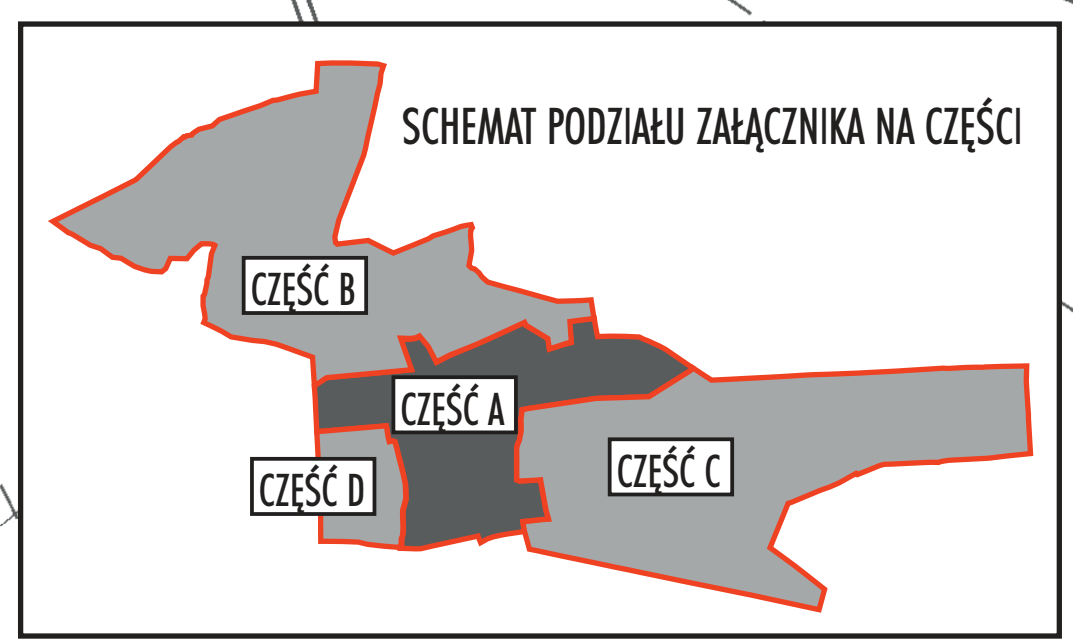 SCHEMAT PODZIAŁU ZAŁĄCZNIKA NA CZĘŚCI
CZĘŚĆ B
CZĘŚĆ A
CZĘŚĆ C
CZĘŚĆ D